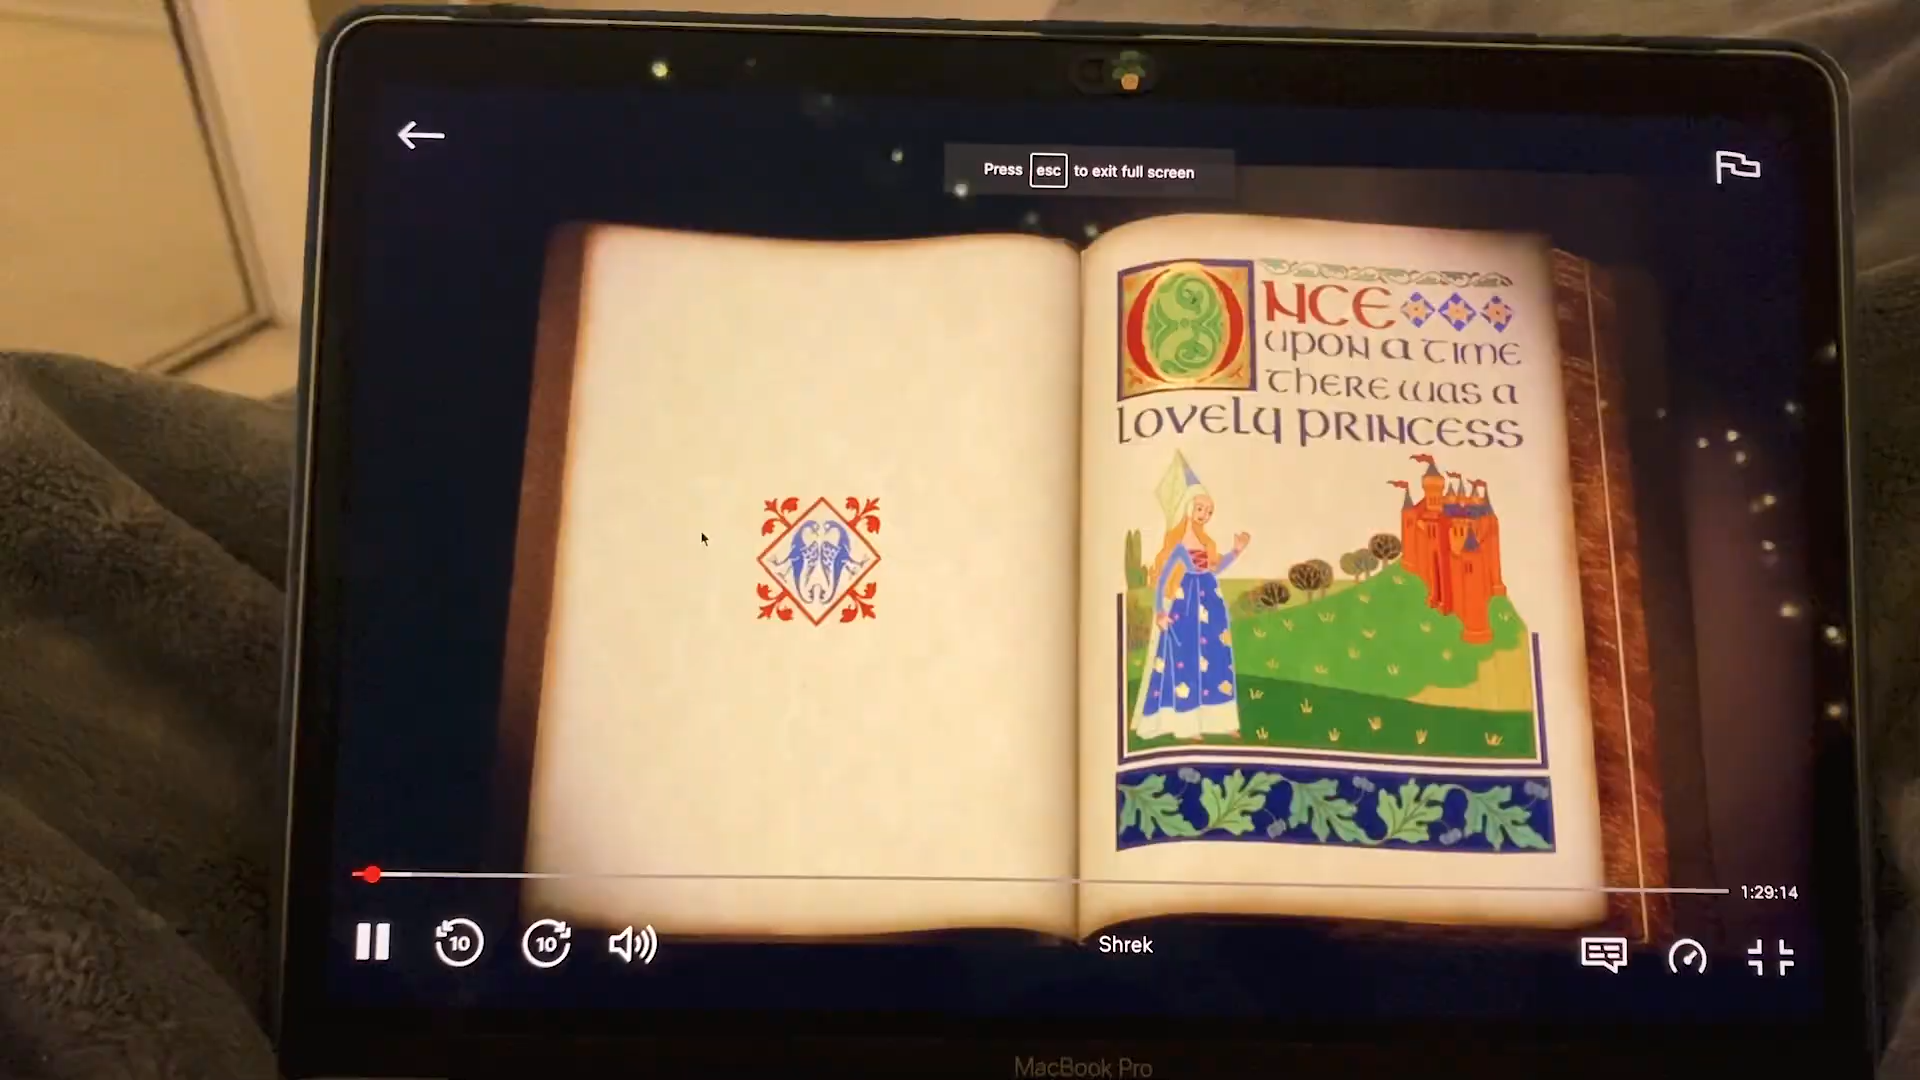 Press esc to exit full screen
ONCE
upon a time
there was a
lovely princess
1:29:14
10
10
Shrek
MacBook Pro